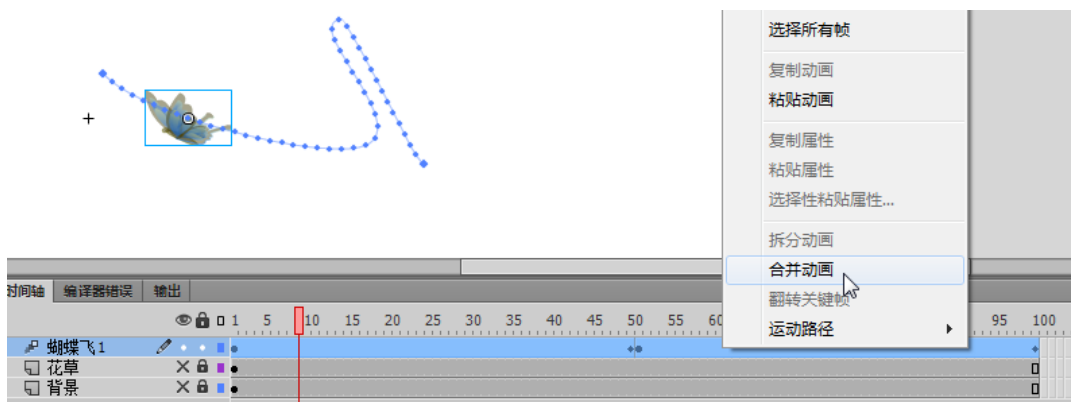 选择所有帧
复制动画
粘贴动画
复制属性
粘贴属性
选择性粘贴属性...
拆分动画
合并动画
翻转关键帧
运动路径
时间轴 编译器错误 输出
1 5 10 15 20 25 30 35 40 45 50 55 60 95 100
蝴蝶飞1
花草
背景